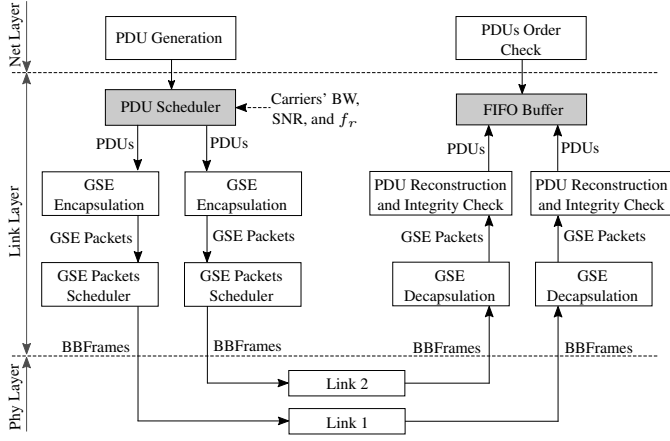 Net Layer
PDU Generation
PDUs Order
Check
Link Layer
PDU Scheduler
Carriers' BW,
SNR, and f_r
FIFO Buffer
PDUs
PDUs
PDUs
PDUs
GSE
Encapsulation
GSE
Encapsulation
PDU Reconstruction
and Integrity Check
PDU Reconstruction
and Integrity Check
GSE Packets
GSE Packets
GSE Packets
GSE Packets
GSE Packets
Scheduler
GSE Packets
Scheduler
GSE
Decapsulation
GSE
Decapsulation
BBFrames
BBFrames
BBFrames
BBFrames
Phy Layer
Link 2
Link 1